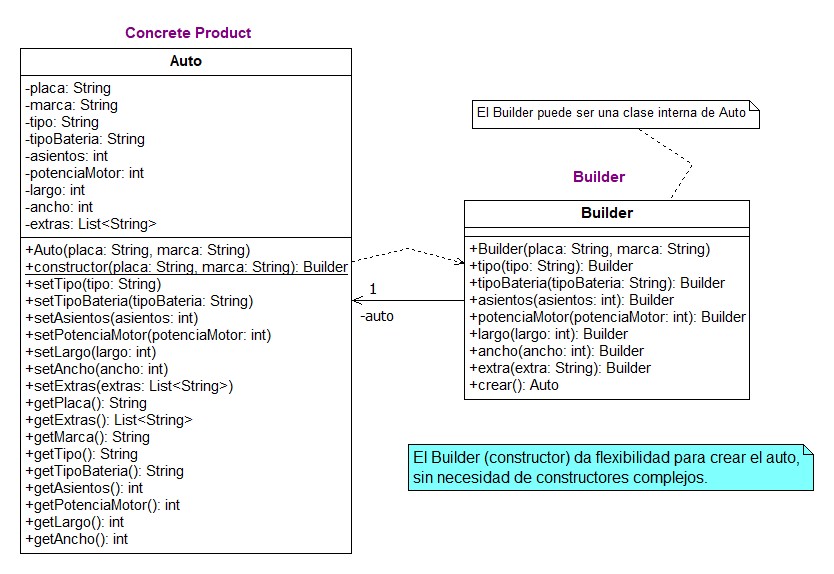 Concrete Product
Auto
-placa: String
-marca: String
-tipo: String
-tipoBateria: String
-asientos: int
-potenciaMotor: int
-largo: int
-ancho: int
-extras: List<String>
+Auto(placa: String, marca: String)
+constructor(placa: String, marca: String): Builder
+setTipo(tipo: String)
+setTipoBateria(tipoBateria: String)
+setAsientos(asientos: int)
+setPotenciaMotor(potenciaMotor: int)
+setLargo(largo: int)
+setAncho(ancho: int)
+setExtras(extras: List<String>)
+getPlaca(): String
+getExtras(): List<String>
+getMarca(): String
+getTipo(): String
+getTipoBateria(): String
+getAsientos(): int
+getPotenciaMotor(): int
+getLargo(): int
+getAncho(): int
1
-auto
El Builder puede ser una clase interna de Auto
Builder
Builder
+Builder(placa: String, marca: String)
+tipo(tipo: String): Builder
+tipoBateria(tipoBateria: String): Builder
+asientos(asientos: int): Builder
+potenciaMotor(potenciaMotor: int): Builder
+largo(largo: int): Builder
+ancho(ancho: int): Builder
+extra(extra: String): Builder
+crear(): Auto
El Builder (constructor) da flexibilidad para crear el auto,
sin necesidad de constructores complejos.